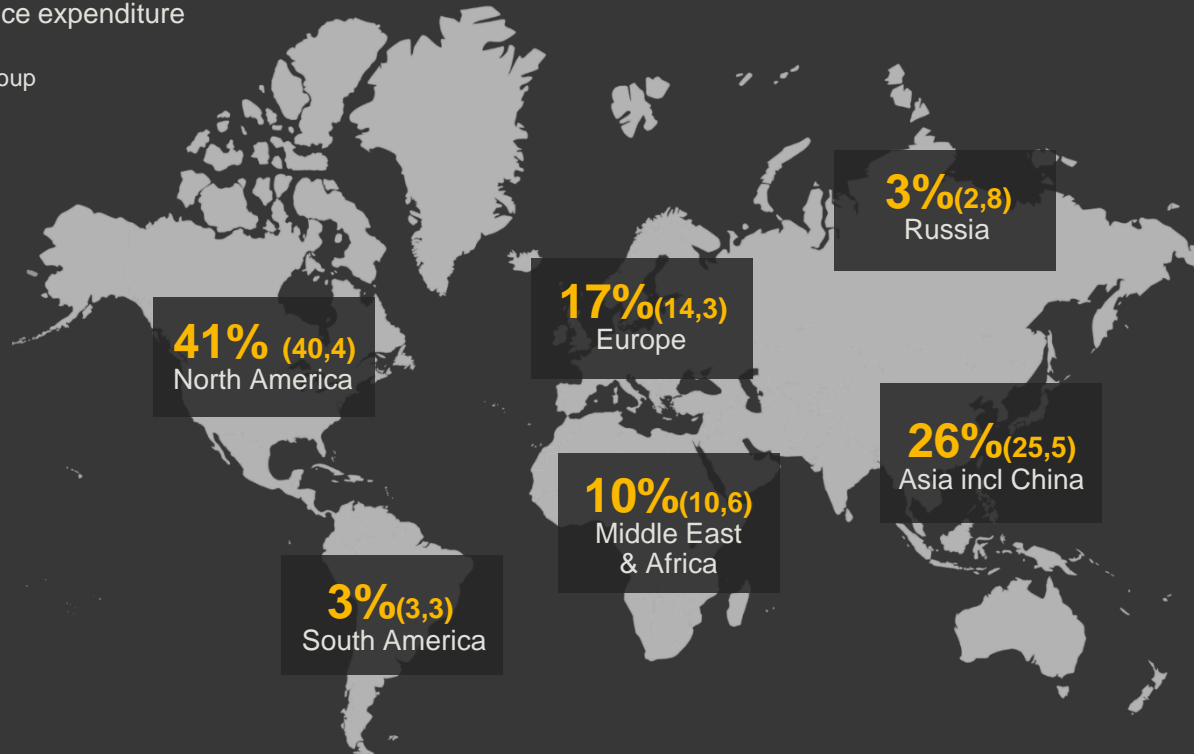 ce expenditure
oup
3%(2,8)
Russia
17%(14,3)
Europe
41% (40,4)
North America
26%(25,5)
Asia incl China
10%(10,6)
Middle East
& Africa
3%(3,3)
South America